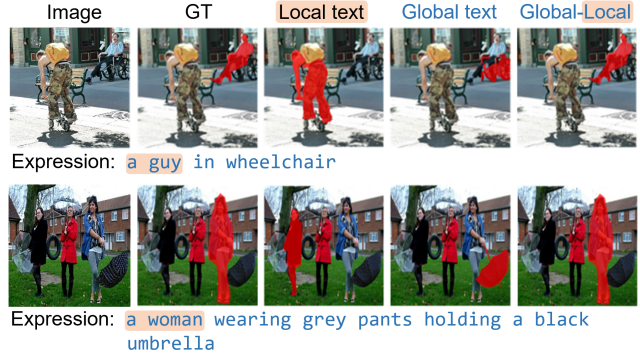 Image GT Local text Global text Global-Local
Expression: a guy in wheelchair
Expression: a woman wearing grey pants holding a black
umbrella